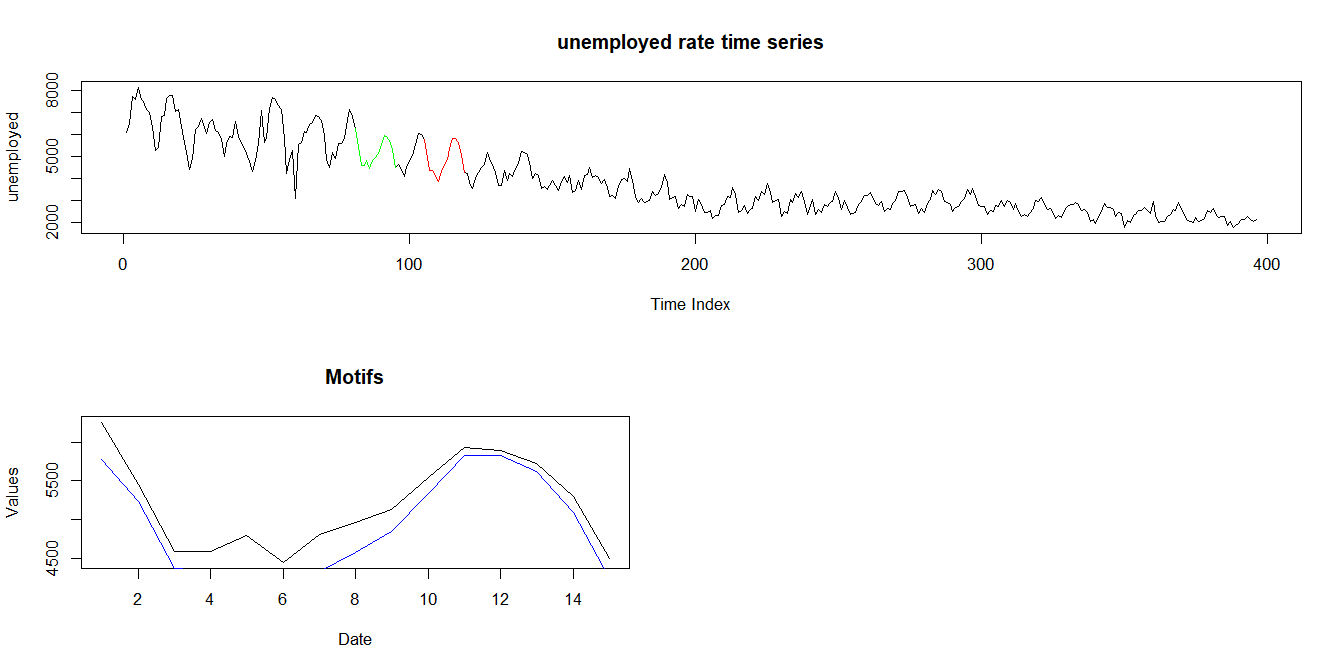 unemployed rate time series
unemployed
8000
5000
2000
0 100 200 300 400
Time Index
Motifs
Values
5500
4500
2 4 6 8 10 12 14
Date